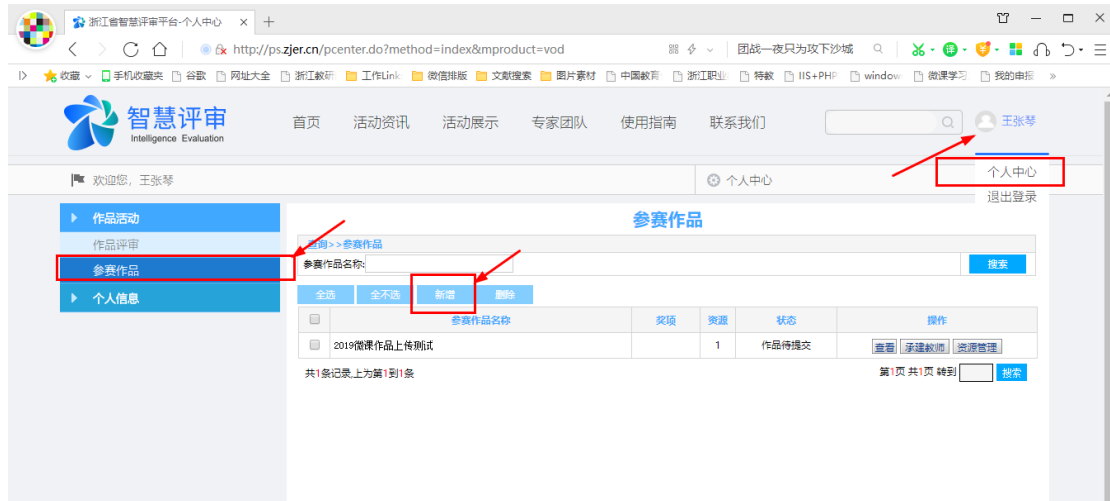 浙江省智慧评审平台-个人中心 × +
http://ps.zjer.cn/pcenter.do?method=index&mproduct=vod 团战一夜只为攻下沙城
收藏 手机收藏夹 谷歌 网址大全 浙江教研 工作Link 微信排版 文献搜索 图片素材 中国教育 浙江职业 特教 IIS+PHP window 微课学习 我的申报 »
智慧评审
Intelligence Evaluation
首页 活动资讯 活动展示 专家团队 使用指南 联系我们 王张琴
个人中心
退出登录
欢迎您，王张琴 个人中心
作品活动
作品评审
参赛作品
个人信息
参赛作品
查询>>参赛作品
参赛作品名称: 搜索
全选 全不选 新增 删除
参赛作品名称 奖项 资源 状态 操作
2019微课作品上传测试 1 作品待提交 查看 承建教师 资源管理
共1条记录,上为第1到1条 第1页 共1页 转到 搜索